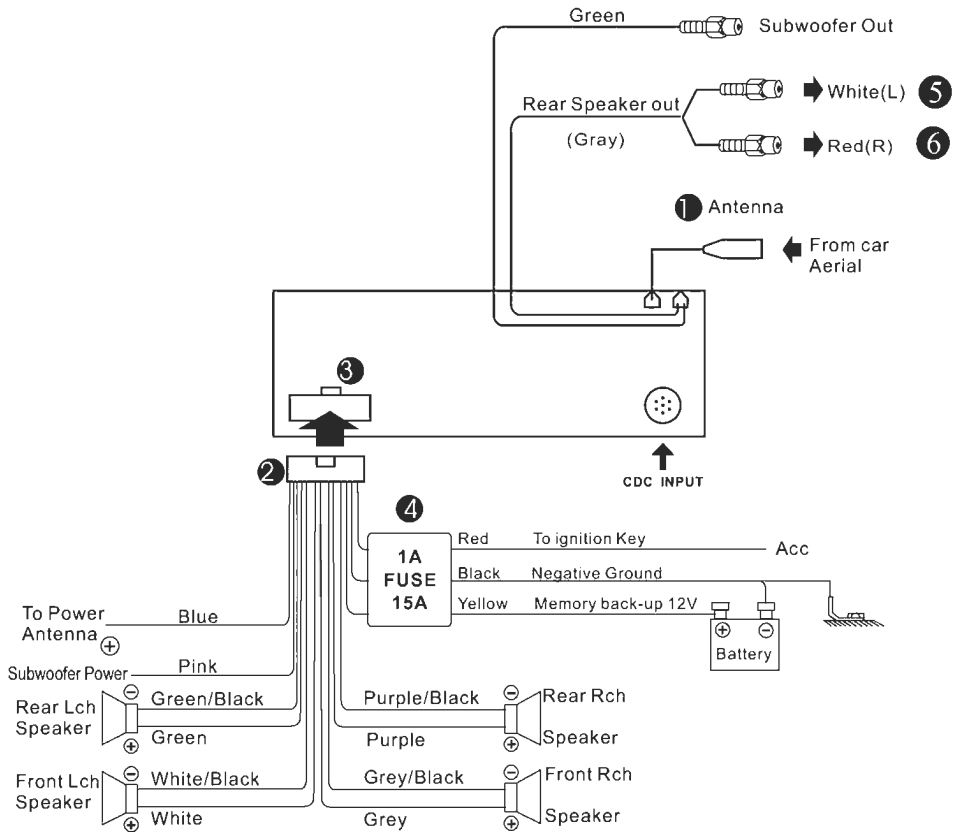 Green
Subwoofer Out
Rear Speaker out
(Gray)
White(L)
5
Red(R)
6
1
Antenna
From car
Aerial
3
CDC INPUT
2
4
1A
FUSE
15A
Red
To ignition Key
Acc
Black
Negative Ground
Yellow
Memory back-up 12V
+
−
Battery
To Power
Antenna
+
Blue
Subwoofer Power
Pink
Rear Lch
Speaker
−
+
Green/Black
Green
Purple/Black
Purple
−
+
Rear Rch
Speaker
Front Lch
Speaker
−
+
White/Black
White
Grey/Black
Grey
−
+
Front Rch
Speaker